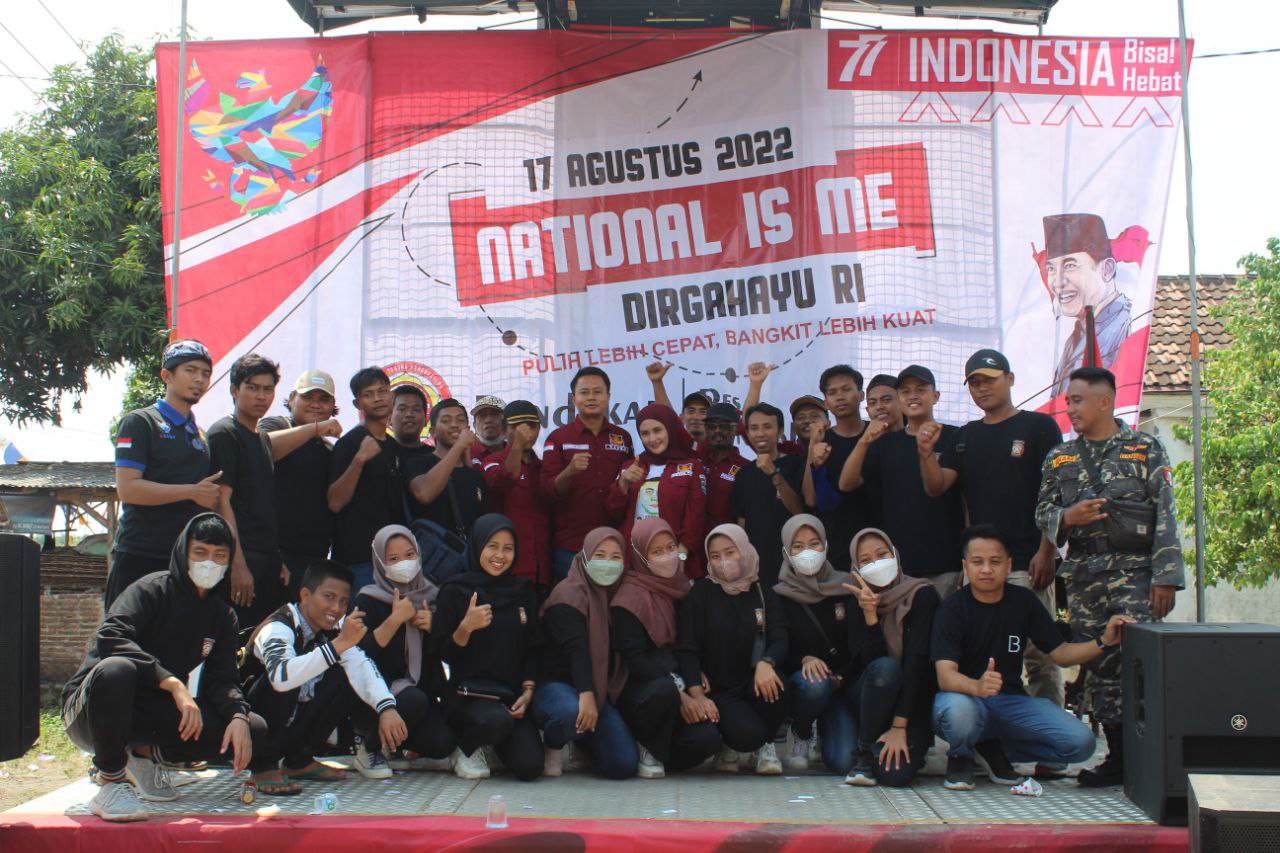 77 INDONESIA Bisa!
Hebat
17 AGUSTUS 2022
NATIONAL IS ME
DIRGAHAYU RI
PULIH LEBIH CEPAT, BANGKIT LEBIH KUAT
B